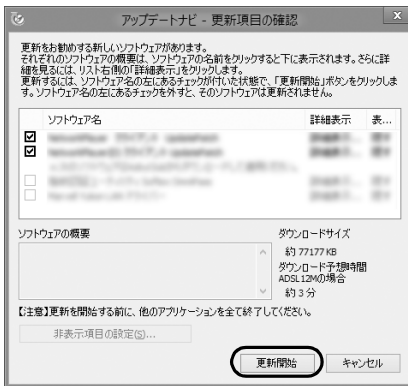 アップデートナビ - 更新項目の確認
x
更新をお勧めする新しいソフトウェアがあります。
それぞれのソフトウェアの概要は、ソフトウェアの名前をクリックすると下に表示されます。さらに詳
細を見るには、リスト右側の「詳細表示」をクリックします。
更新するには、ソフトウェア名の左にあるチェックが付いた状態で、「更新開始」ボタンをクリックしま
す。ソフトウェア名の左にあるチェックを外すと、そのソフトウェアは更新されません。
ソフトウェア名 詳細表示 表...
ソフトウェアの概要
ダウンロードサイズ
約 77177 KB
ダウンロード予想時間
ADSL 12Mの場合
約 3 分
【注意】更新を開始する前に、他のアプリケーションを全て終了してください。
非表示項目の設定(S)...
更新開始
キャンセル